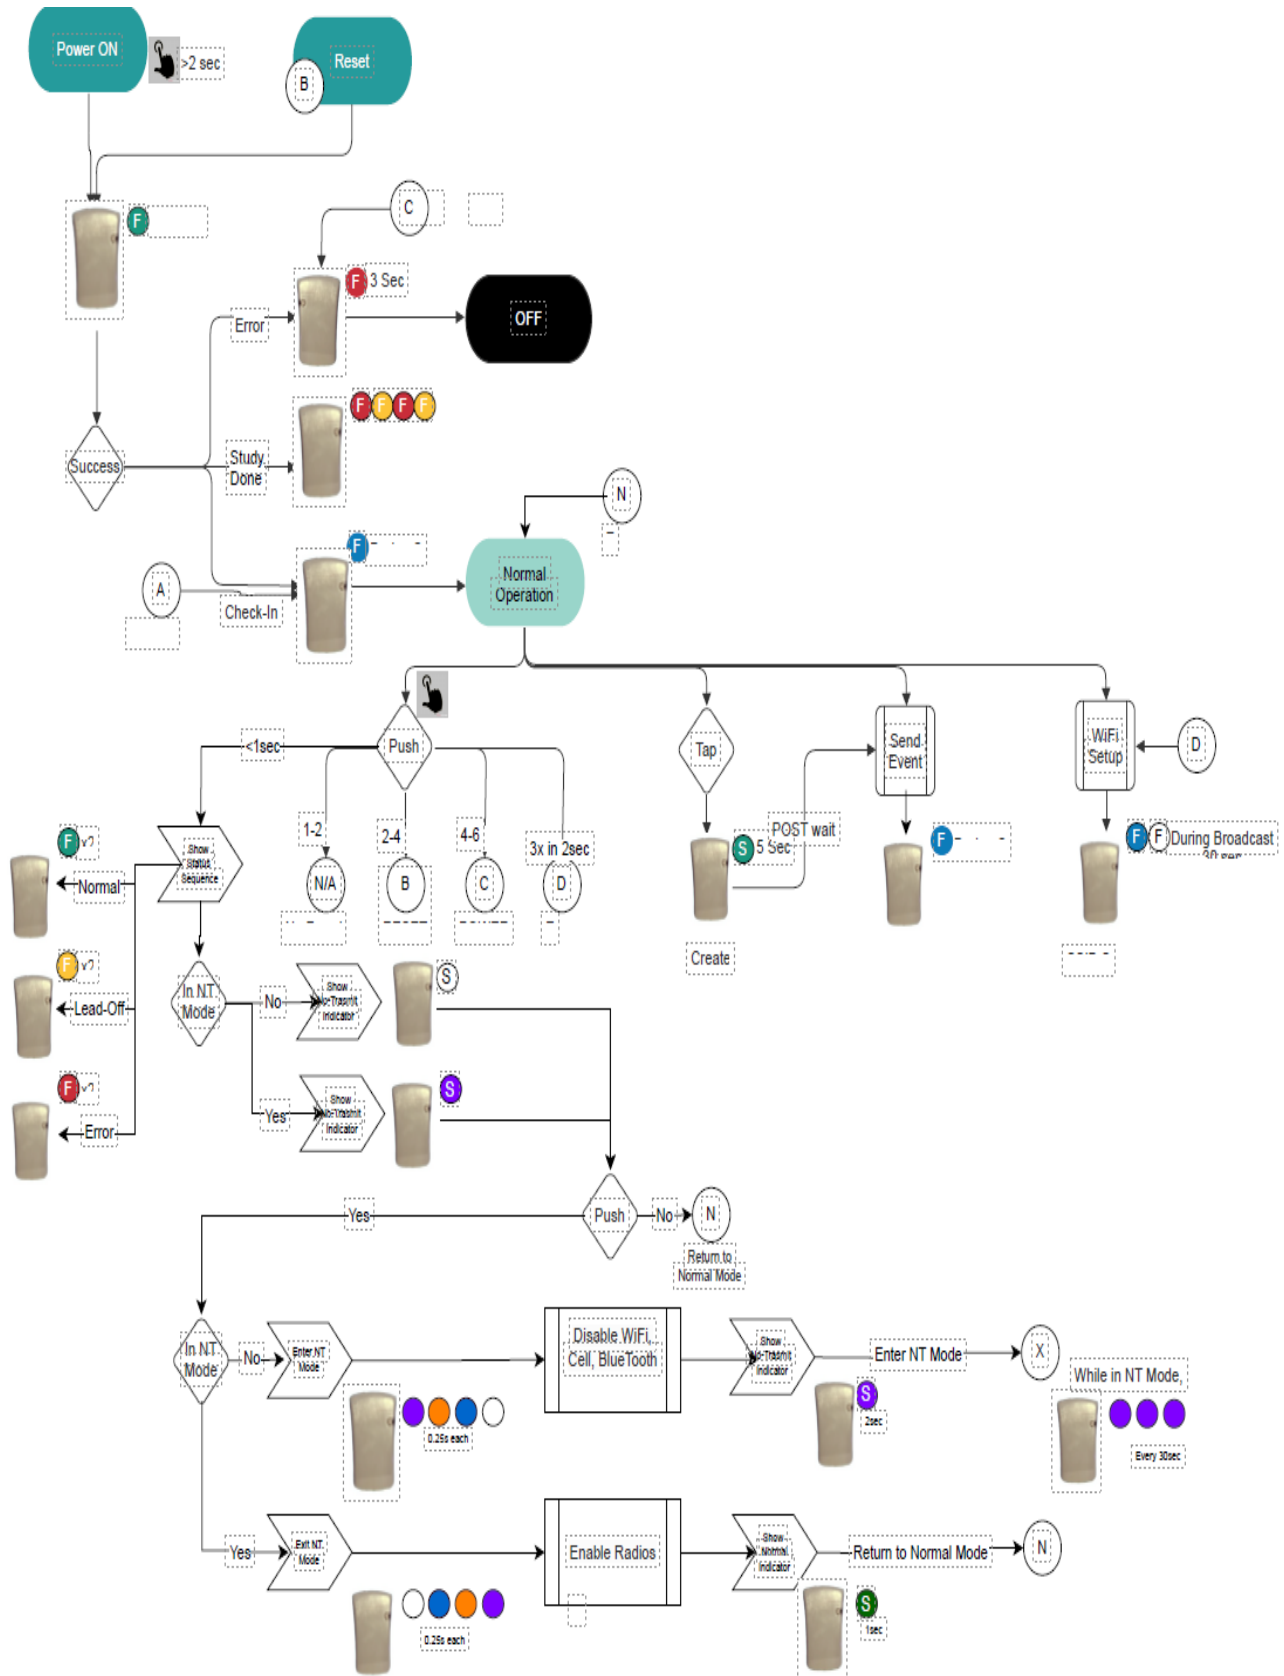 Power ON
>2 sec
Reset
B
F
C
F
3 Sec
Error
OFF
F F F F
Success
Study
Done
N
F
Normal
Operation
A
Check-In
Push
<1sec
Tap
Send
Event
WiFi
Setup
D
1-2
2-4
4-6
3x in 2sec
N/A
B
C
D
Show
Status
Sequence
F
Normal
F
Lead-Off
F
Error
S
5 Sec
POST wait
Create
F
F F
During Broadcast
30 sec
In NT
Mode
No
Show
Indicator
S
Yes
Show
Indicator
S
Push
Yes
No
N
Return to
Normal Mode
In NT
Mode
No
Enter NT
Mode
0.25s each
Disable WiFi,
Cell, BlueTooth
Show
Indicator
S
2sec
Enter NT Mode
X
While in NT Mode,
Every 30sec
Yes
Exit NT
Mode
0.25s each
Enable Radios
Show
Normal
Indicator
S
1sec
Return to Normal Mode
N